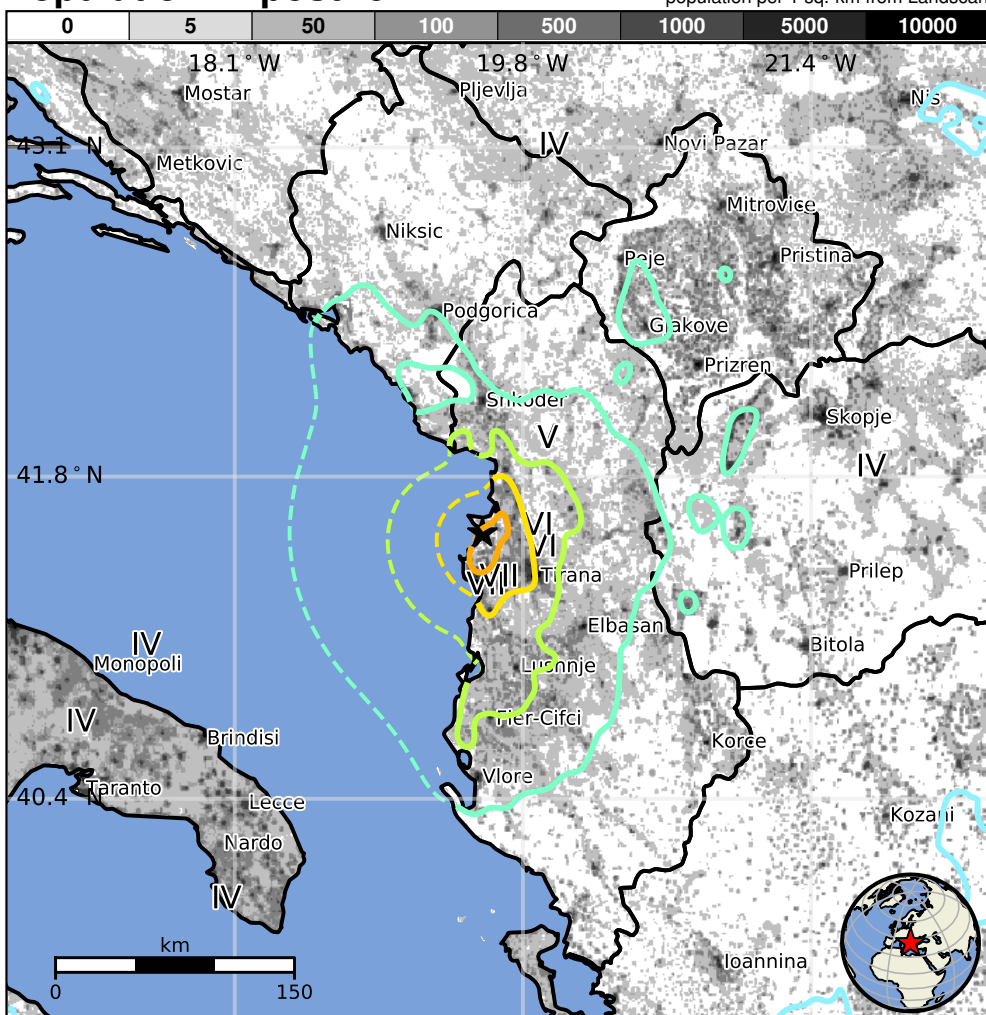 population per 1 sq. km from Landscan
0 5 50 100 500 1000 5000 10000
18.1°W 19.8°W 21.4°W
Mostar
Pljevlja
Nis
43.1°N
IV
Novi Pazar
Metkovic
Mitrovice
Niksic
Peje
Pristina
Podgorica
Gjakove
Prizren
Shkoder
Skopje
V
IV
41.8°N
VI
VI
VII
VII
Tirana
Prilep
Elbasan
IV
Bitola
Monopoli
Lushnje
IV
Fier-Cifci
Brindisi
Korce
Vlore
Taranto
40.4°N
Lecce
Kozani
Nardo
IV
km
Ioannina
0 150